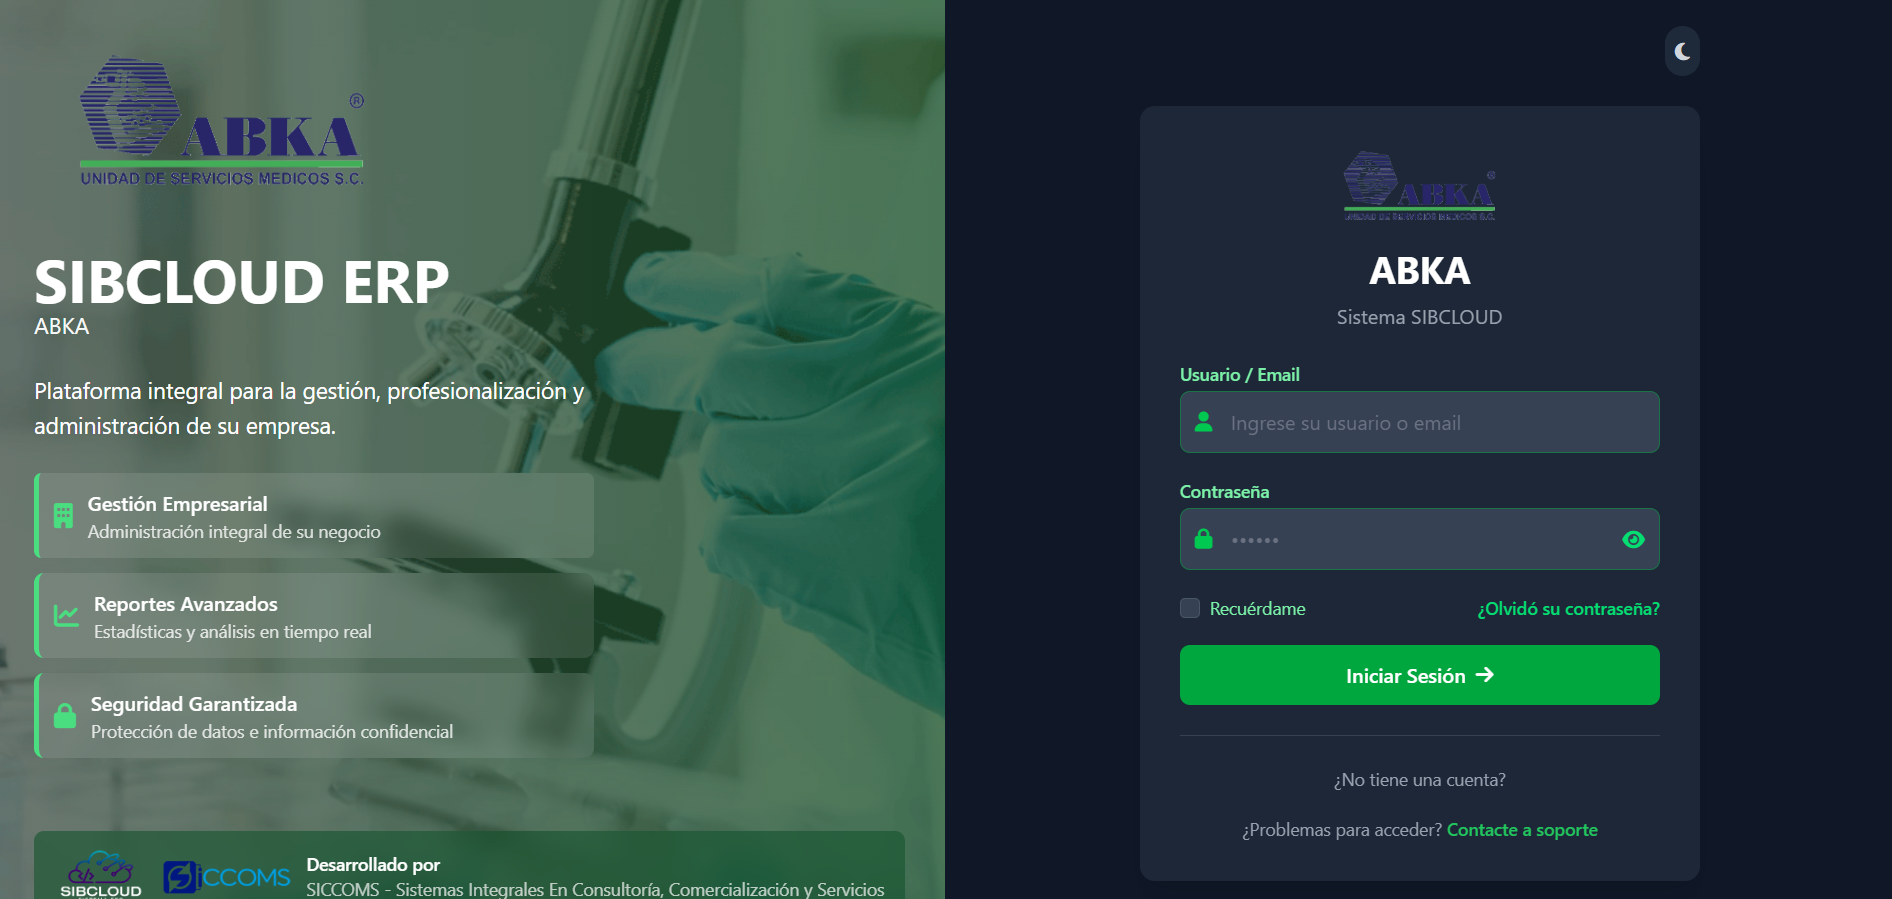 ABKA®
UNIDAD DE SERVICIOS MEDICOS S.C.
SIBCLOUD ERP
ABKA
Plataforma integral para la gestión, profesionalización y
administración de su empresa.
Gestión Empresarial
Administración integral de su negocio
Reportes Avanzados
Estadísticas y análisis en tiempo real
Seguridad Garantizada
Protección de datos e información confidencial
SIBCLOUD
SiCCOMS
Desarrollado por
SICCOMS - Sistemas Integrales En Consultoría, Comercialización y Servicios
ABKA®
UNIDAD DE SERVICIOS MEDICOS S.C.
ABKA
Sistema SIBCLOUD
Usuario / Email
Ingrese su usuario o email
Contraseña
••••••
Recuérdame
¿Olvidó su contraseña?
Iniciar Sesión →
¿No tiene una cuenta?
¿Problemas para acceder? Contacte a soporte